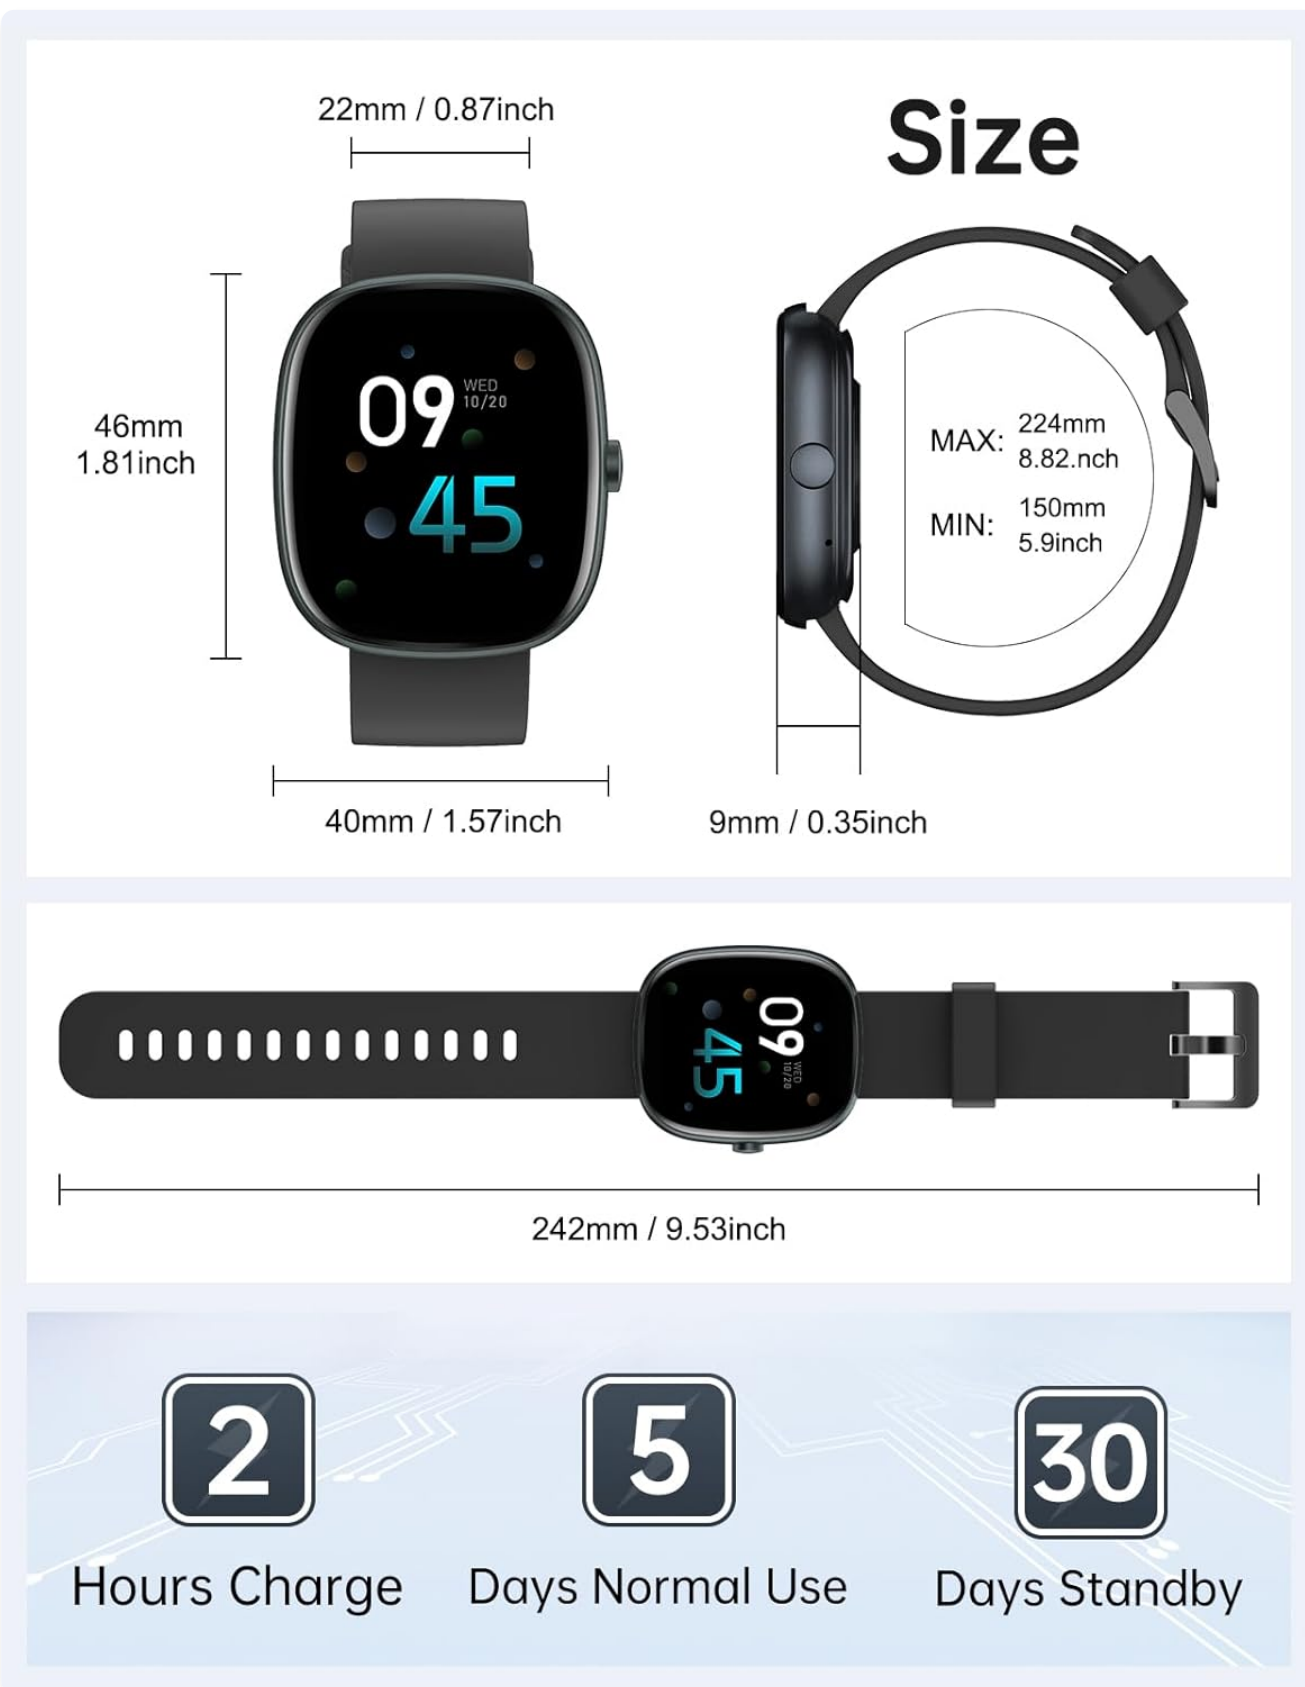 22mm / 0.87inch
Size
09
WED
10/20
45
46mm
1.81inch
MAX:
224mm
8.82.nch
MIN:
150mm
5.9inch
40mm / 1.57inch
9mm / 0.35inch
09
WED
10/20
45
242mm / 9.53inch
2
Hours Charge
5
Days Normal Use
30
Days Standby